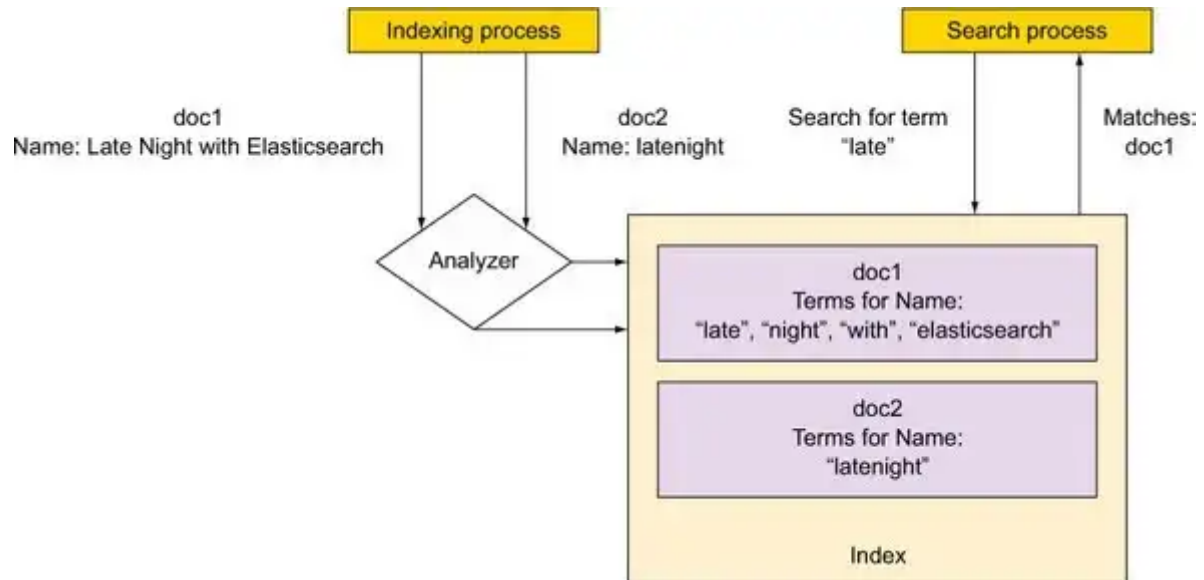 Indexing process
Search process
doc1
Name: Late Night with Elasticsearch
doc2
Name: latenight
Search for term
“late”
Matches:
doc1
Analyzer
doc1
Terms for Name:
“late”, “night”, “with”, “elasticsearch”
doc2
Terms for Name:
“latenight”
Index